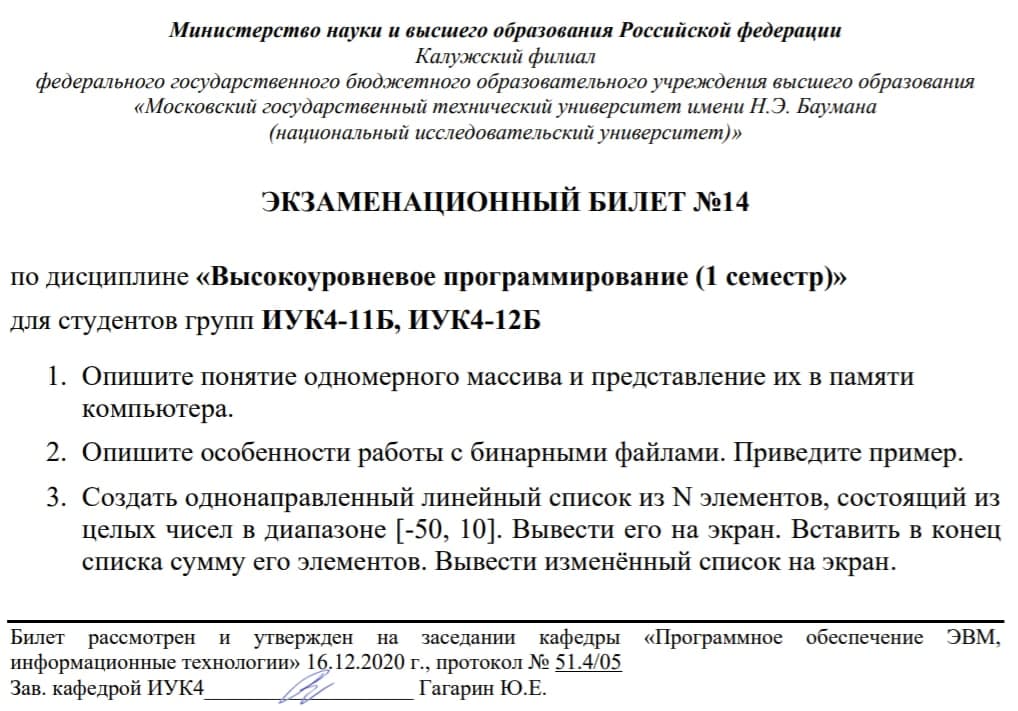 Министерство науки и высшего образования Российской федерации
Калужский филиал
федерального государственного бюджетного образовательного учреждения высшего образования
«Московский государственный технический университет имени Н.Э. Баумана
(национальный исследовательский университет)»
ЭКЗАМЕНАЦИОННЫЙ БИЛЕТ №14
по дисциплине «Высокоуровневое программирование (1 семестр)»
для студентов групп ИУК4-11Б, ИУК4-12Б
1. Опишите понятие одномерного массива и представление их в памяти
компьютера.
2. Опишите особенности работы с бинарными файлами. Приведите пример.
3. Создать однонаправленный линейный список из N элементов, состоящий из
целых чисел в диапазоне [-50, 10]. Вывести его на экран. Вставить в конец
списка сумму его элементов. Вывести изменённый список на экран.
Билет рассмотрен и утвержден на заседании кафедры «Программное обеспечение ЭВМ,
информационные технологии» 16.12.2020 г., протокол № 51.4/05
Зав. кафедрой ИУК4____________________ Гагарин Ю.Е.